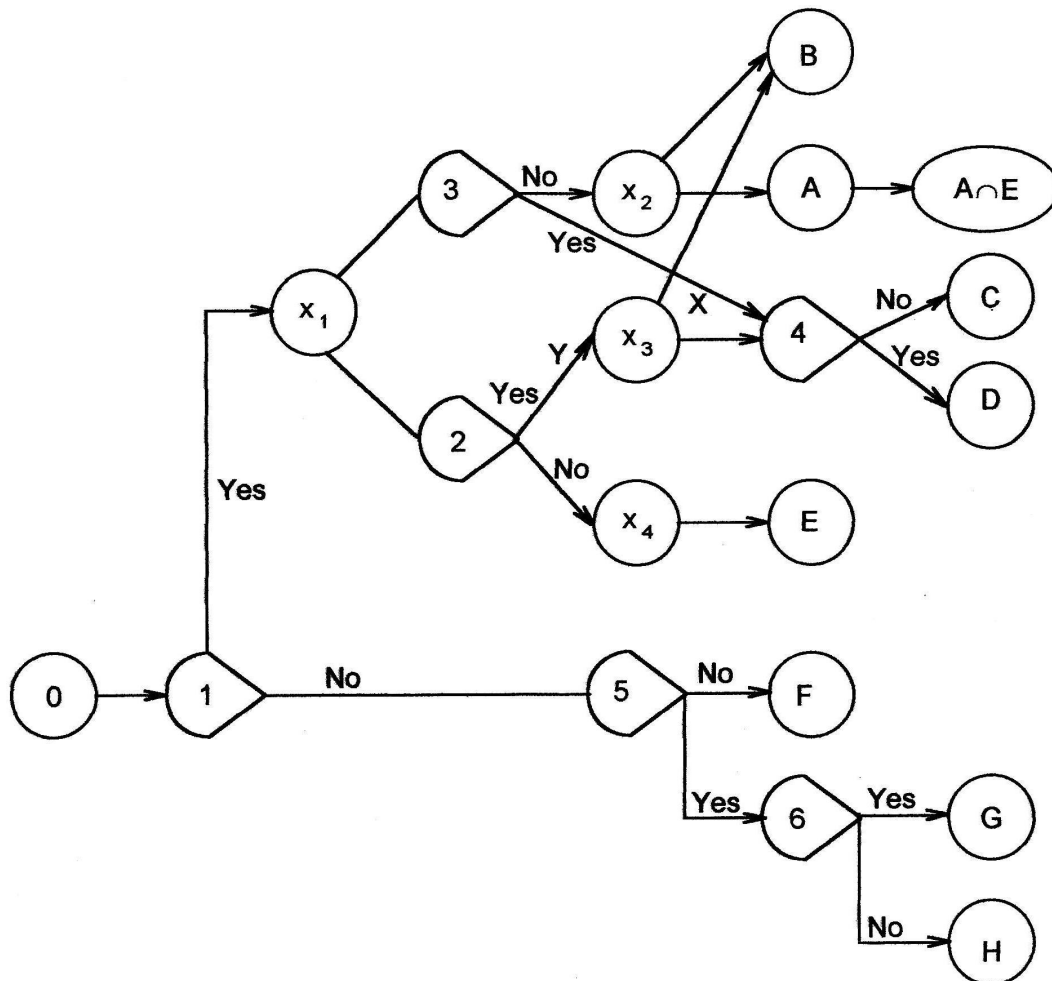 B
3
No
x₂
A
A∩E
Yes
x₁
X
No
C
x₃
4
Y
Yes
Yes
D
2
No
Yes
x₄
E
0
1
No
5
No
F
Yes
6
Yes
G
No
H